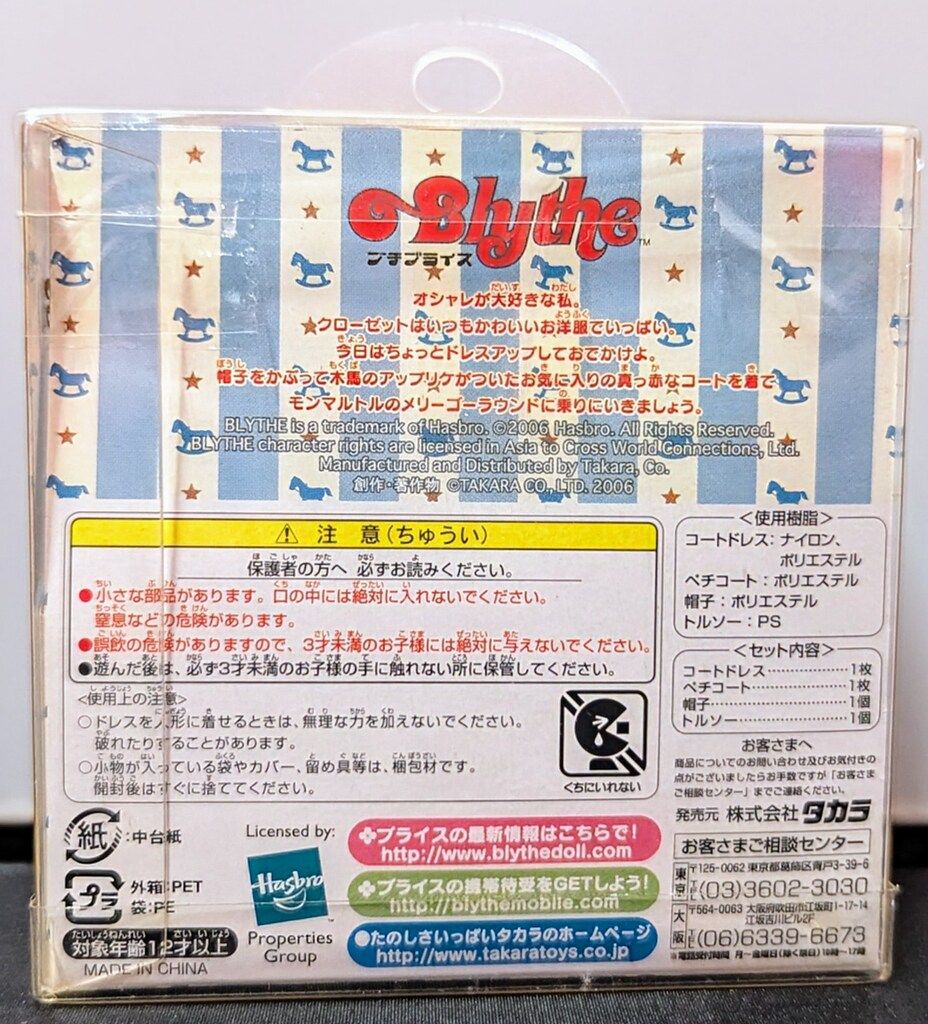 Blythe™
プチブライス
オシャレが大好きな私。
クローゼットはいつもかわいいお洋服でいっぱい。
今日はちょっとドレスアップしておでかけよ。
帽子をかぶって木馬のアップリケがついたお気に入りの真っ赤なコートを着て
モンマルトルのメリーゴーラウンドに乗りにいきましょう。
BLYTHE is a trademark of Hasbro. ©2006 Hasbro. All Rights Reserved.
BLYTHE character rights are licensed in Asia to Cross World Connections, Ltd.
Manufactured and Distributed by Takara, Co.
創作・著作物 ©TAKARA CO., LTD. 2006
⚠ 注 意(ちゅうい)
保護者の方へ 必ずお読みください。
●小さな部品があります。口の中には絶対に入れないでください。
窒息などの危険があります。
●誤飲の危険がありますので、3才未満のお子様には絶対に与えないでください。
●遊んだ後は、必ず3才未満のお子様の手に触れない所に保管してください。
<使用上の注意>
○ドレスを人形に着せるときは、無理な力を加えないでください。
破れたりすることがあります。
○小物が入っている袋やカバー、留め具等は、梱包材です。
開封後はすぐに捨ててください。
くちにいれない
<使用樹脂>
コートドレス:ナイロン、
ポリエステル
ペチコート:ポリエステル
帽子:ポリエステル
トルソー:PS
<セット内容>
コートドレス…………1枚
ペチコート……………1枚
帽子……………………1個
トルソー………………1個
お客さまへ
商品についてのお問い合わせ及びお気付きの
点がございましたらお手数ですが「お客さま
ご相談センター」までご連絡ください。
発売元 株式会社タカラ
お客さまご相談センター
東京 〒125-0062 東京都葛飾区青戸3-39-6
(03)3602-3030
大阪 〒564-0063 大阪府吹田市江坂町1-17-14
江坂吉川ビル2F
(06)6339-6673
※電話受付時間 月〜金曜日(除く祭日)10時〜17時
紙:中台紙
プラ 外箱:PET
袋:PE
対象年齢12才以上
MADE IN CHINA
Licensed by:
Hasbro
Properties
Group
ブライスの最新情報はこちらで!
http://www.blythedoll.com
ブライスの携帯待受をGETしよう!
http://blythemobile.com
たのしさいっぱいタカラのホームページ
http://www.takaratoys.co.jp